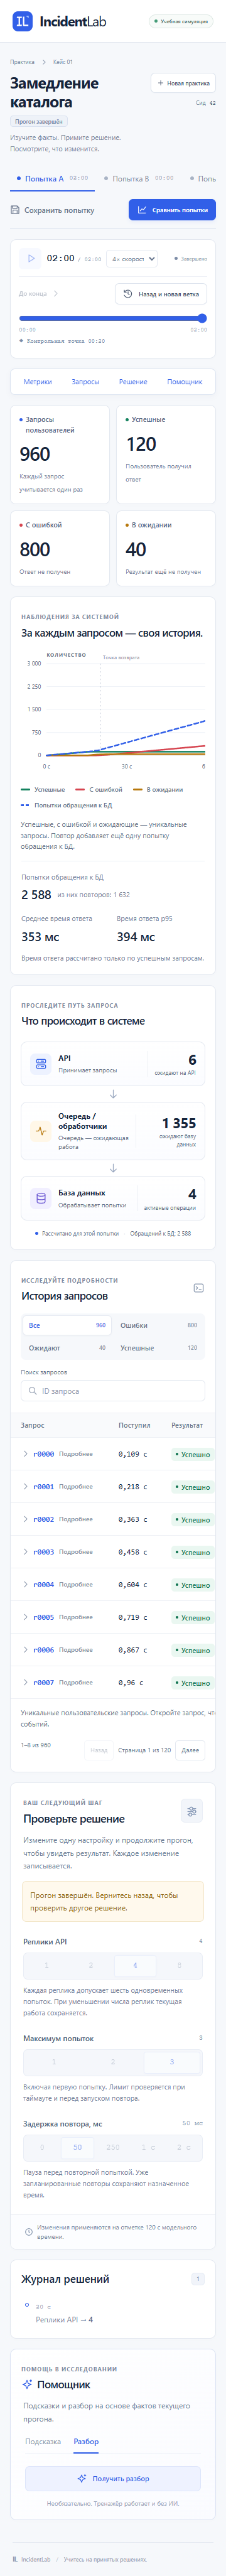 IL IncidentLab
Учебная симуляция
Практика > Кейс 01
Замедление
каталога
+ Новая практика
Сид 42
Прогон завершён
Изучите факты. Примите решение.
Посмотрите, что изменится.
Попытка A 02:00
Попытка B 00:00
Попь
Сохранить попытку
Сравнить попытки
02:00 / 02:00
4× скорост
Завершено
До конца
Назад и новая ветка
00:00
02:00
Контрольная точка 00:20
Метрики
Запросы
Решение
Помощник
Запросы
пользователей
960
Каждый запрос
учитывается один раз
Успешные
120
Пользователь получил
ответ
С ошибкой
800
Ответ не получен
В ожидании
40
Результат ещё не получен
НАБЛЮДЕНИЯ ЗА СИСТЕМОЙ
За каждым запросом — своя история.
КОЛИЧЕСТВО
Точка возврата
3 000
2 250
1 500
750
0
0 с
30 с
6
Успешные
С ошибкой
В ожидании
Попытки обращения к БД
Успешные, с ошибкой и ожидающие — уникальные
запросы. Повтор добавляет ещё одну попытку
обращения к БД.
Попытки обращения к БД
2 588 из них повторов: 1 632
Среднее время ответа
353 мс
Время ответа p95
394 мс
Время ответа рассчитано только по успешным запросам.
ПРОСЛЕДИТЕ ПУТЬ ЗАПРОСА
Что происходит в системе
API
Принимает запросы
6
ожидают на API
Очередь /
обработчики
Очередь — ожидающая
работа
1 355
ожидают базу
данных
База данных
Обрабатывает попытки
4
активные операции
Рассчитано для этой попытки
Обращений к БД: 2 588
ИССЛЕДУЙТЕ ПОДРОБНОСТИ
История запросов
Все 960
Ошибки 800
Ожидают 40
Успешные 120
Поиск запросов
ID запроса
Запрос
Поступил
Результат
r0000 Подробнее 0,109 с Успешно
r0001 Подробнее 0,218 с Успешно
r0002 Подробнее 0,363 с Успешно
r0003 Подробнее 0,458 с Успешно
r0004 Подробнее 0,604 с Успешно
r0005 Подробнее 0,719 с Успешно
r0006 Подробнее 0,867 с Успешно
r0007 Подробнее 0,96 с Успешно
Уникальные пользовательские запросы. Откройте запрос, чт
событий.
1–8 из 960
Назад
Страница 1 из 120
Далее
ВАШ СЛЕДУЮЩИЙ ШАГ
Проверьте решение
Измените одну настройку и продолжите прогон,
чтобы увидеть результат. Каждое изменение
записывается.
Прогон завершён. Вернитесь назад, чтобы
проверить другое решение.
Реплики API 4
1 2 4 8
Каждая реплика допускает шесть одновременных
попыток. При уменьшении числа реплик текущая
работа сохраняется.
Максимум попыток 3
1 2 3
Включая первую попытку. Лимит проверяется при
таймауте и перед запуском повтора.
Задержка повтора, мс 50 мс
0 50 250 1 с 2 с
Пауза перед повторной попыткой. Уже
запланированные повторы сохраняют назначенное
время.
Изменения применяются на отметке 120 с модельного
времени.
Журнал решений 1
20 с
Реплики API → 4
ПОМОЩЬ В ИССЛЕДОВАНИИ
Помощник
Подсказки и разбор на основе фактов текущего
прогона.
Подсказка
Разбор
Получить разбор
Необязательно. Тренажёр работает и без ИИ.
IL IncidentLab / Учитесь на принятых решениях.